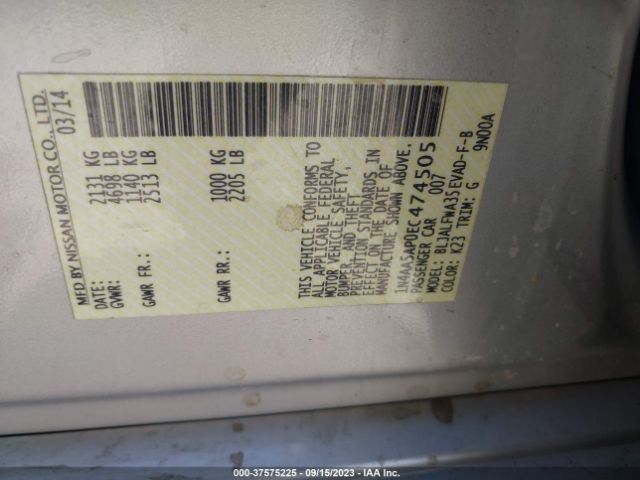 MFD BY NISSAN MOTOR CO., LTD.
DATE: 03/14
GVWR: 2131 KG
4698 LB
GAWR FR: 1140 KG
2513 LB
GAWR RR: 1000 KG
2205 LB
THIS VEHICLE CONFORMS TO
ALL APPLICABLE FEDERAL
MOTOR VEHICLE SAFETY,
BUMPER, AND THEFT
PREVENTION STANDARDS IN
EFFECT ON THE DATE OF
MANUFACTURE SHOWN ABOVE.
1N4AA5AP0EC474505
PASSENGER CAR 007
MODEL: BLJALFWA35EVAD-F-B
COLOR: K23 TRIM: G 9N00A
000-37575225 - 09/15/2023 - IAA Inc.